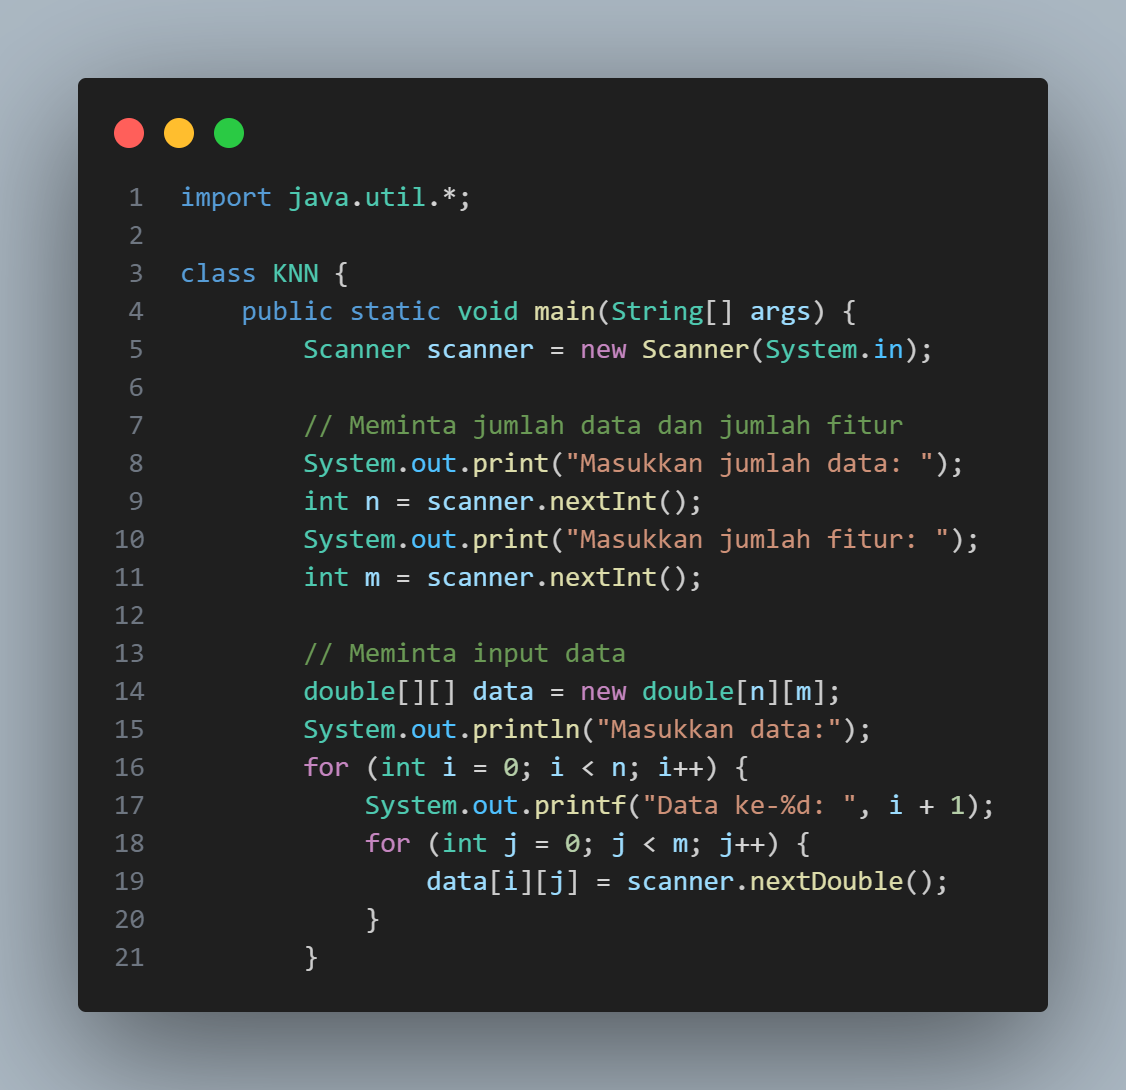 1 import java.util.*;
2
3 class KNN {
4     public static void main(String[] args) {
5         Scanner scanner = new Scanner(System.in);
6
7         // Meminta jumlah data dan jumlah fitur
8         System.out.print("Masukkan jumlah data: ");
9         int n = scanner.nextInt();
10         System.out.print("Masukkan jumlah fitur: ");
11         int m = scanner.nextInt();
12
13         // Meminta input data
14         double[][] data = new double[n][m];
15         System.out.println("Masukkan data:");
16         for (int i = 0; i < n; i++) {
17             System.out.printf("Data ke-%d: ", i + 1);
18             for (int j = 0; j < m; j++) {
19                 data[i][j] = scanner.nextDouble();
20             }
21         }